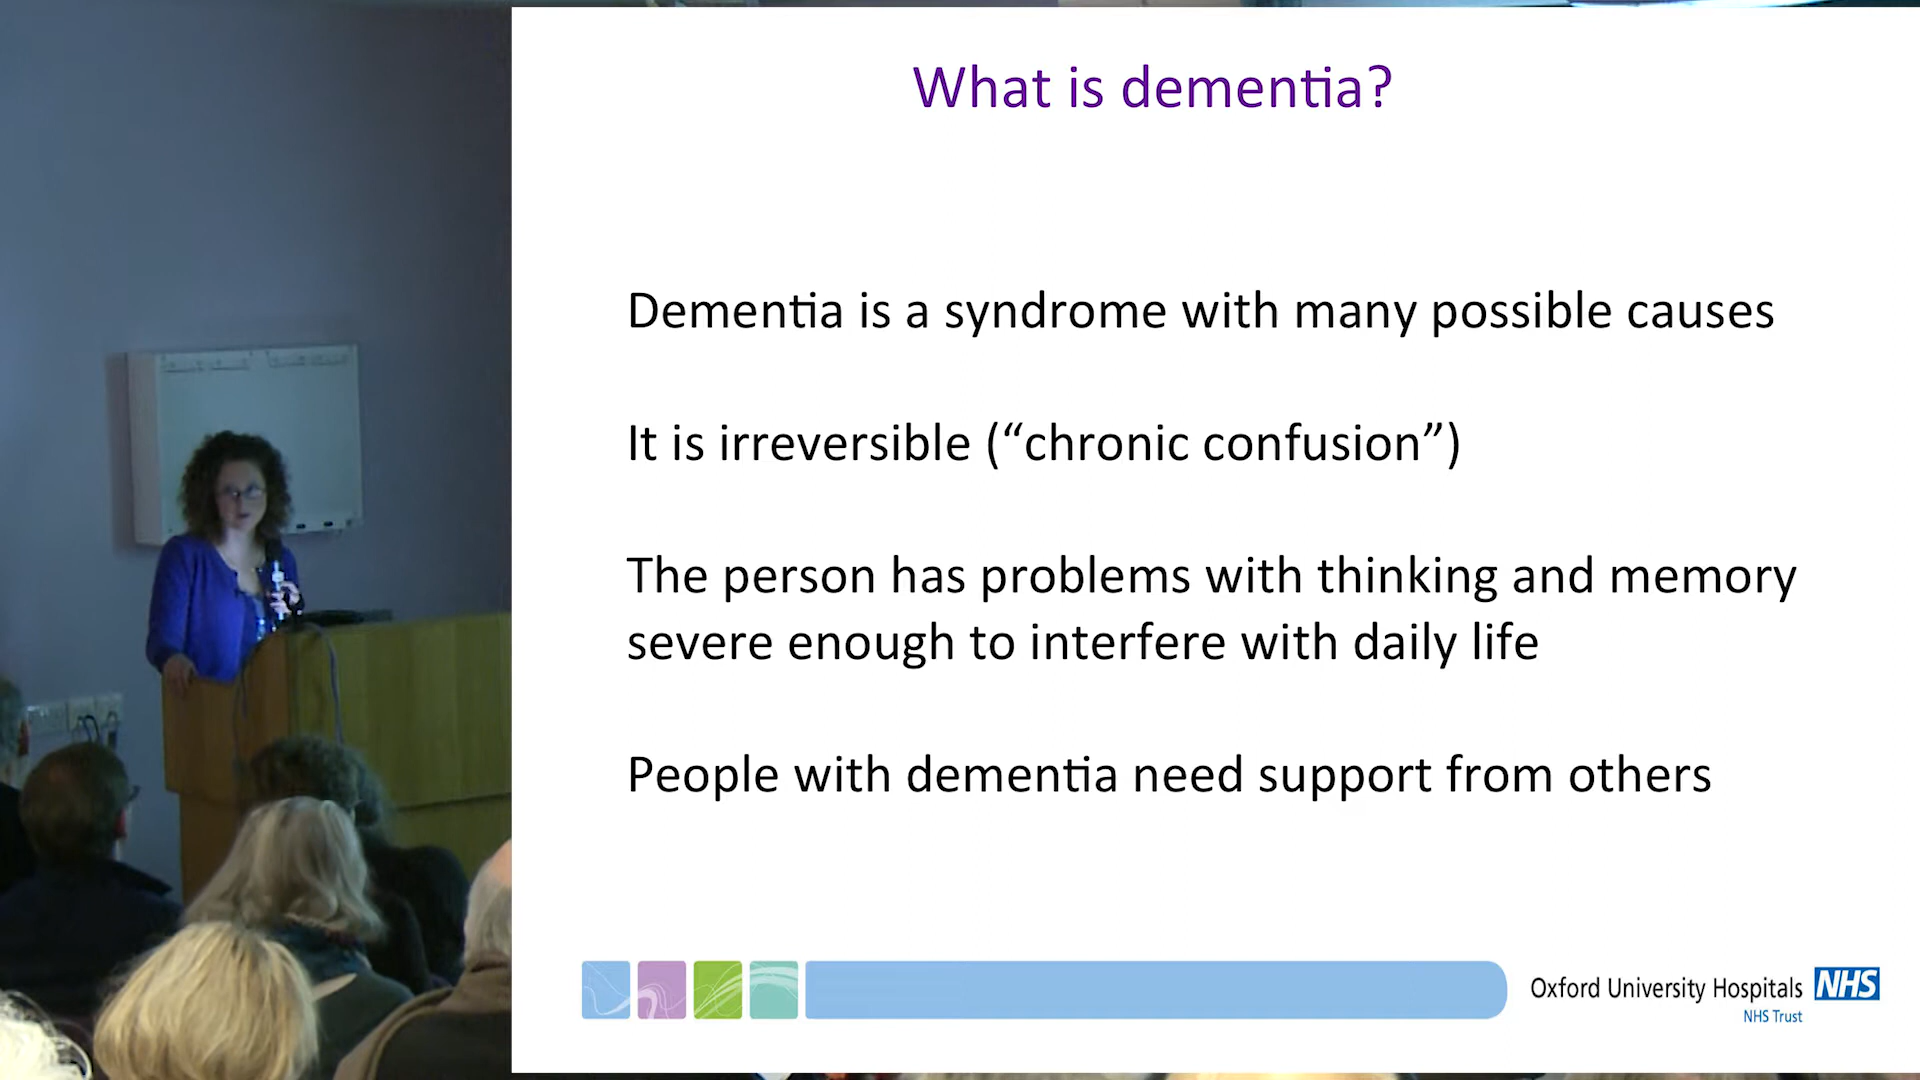 What is dementia?
Dementia is a syndrome with many possible causes
It is irreversible (“chronic confusion”)
The person has problems with thinking and memory
severe enough to interfere with daily life
People with dementia need support from others
Oxford University Hospitals NHS
NHS Trust